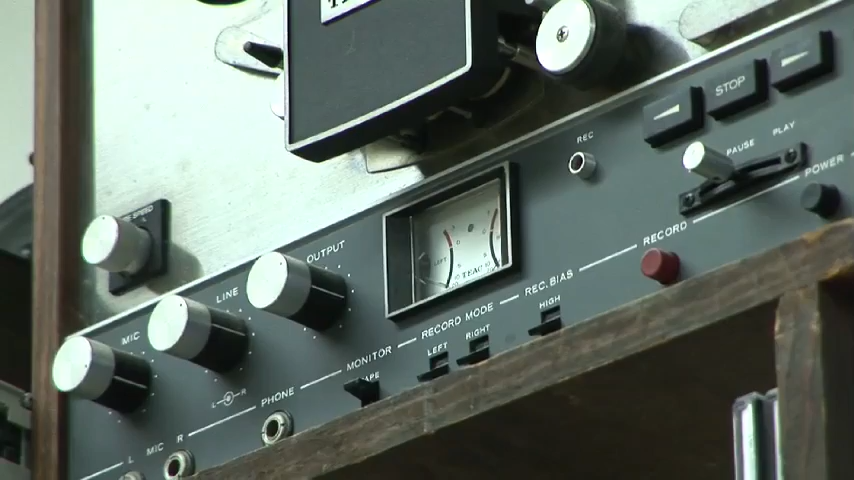 SPEED
MIC
LINE
OUTPUT
L R
L MIC R
PHONE
MONITOR
TAPE
RECORD MODE
LEFT
RIGHT
REC. BIAS
HIGH
RECORD
LEFT
TEAC
REC
STOP
PAUSE
PLAY
POWER